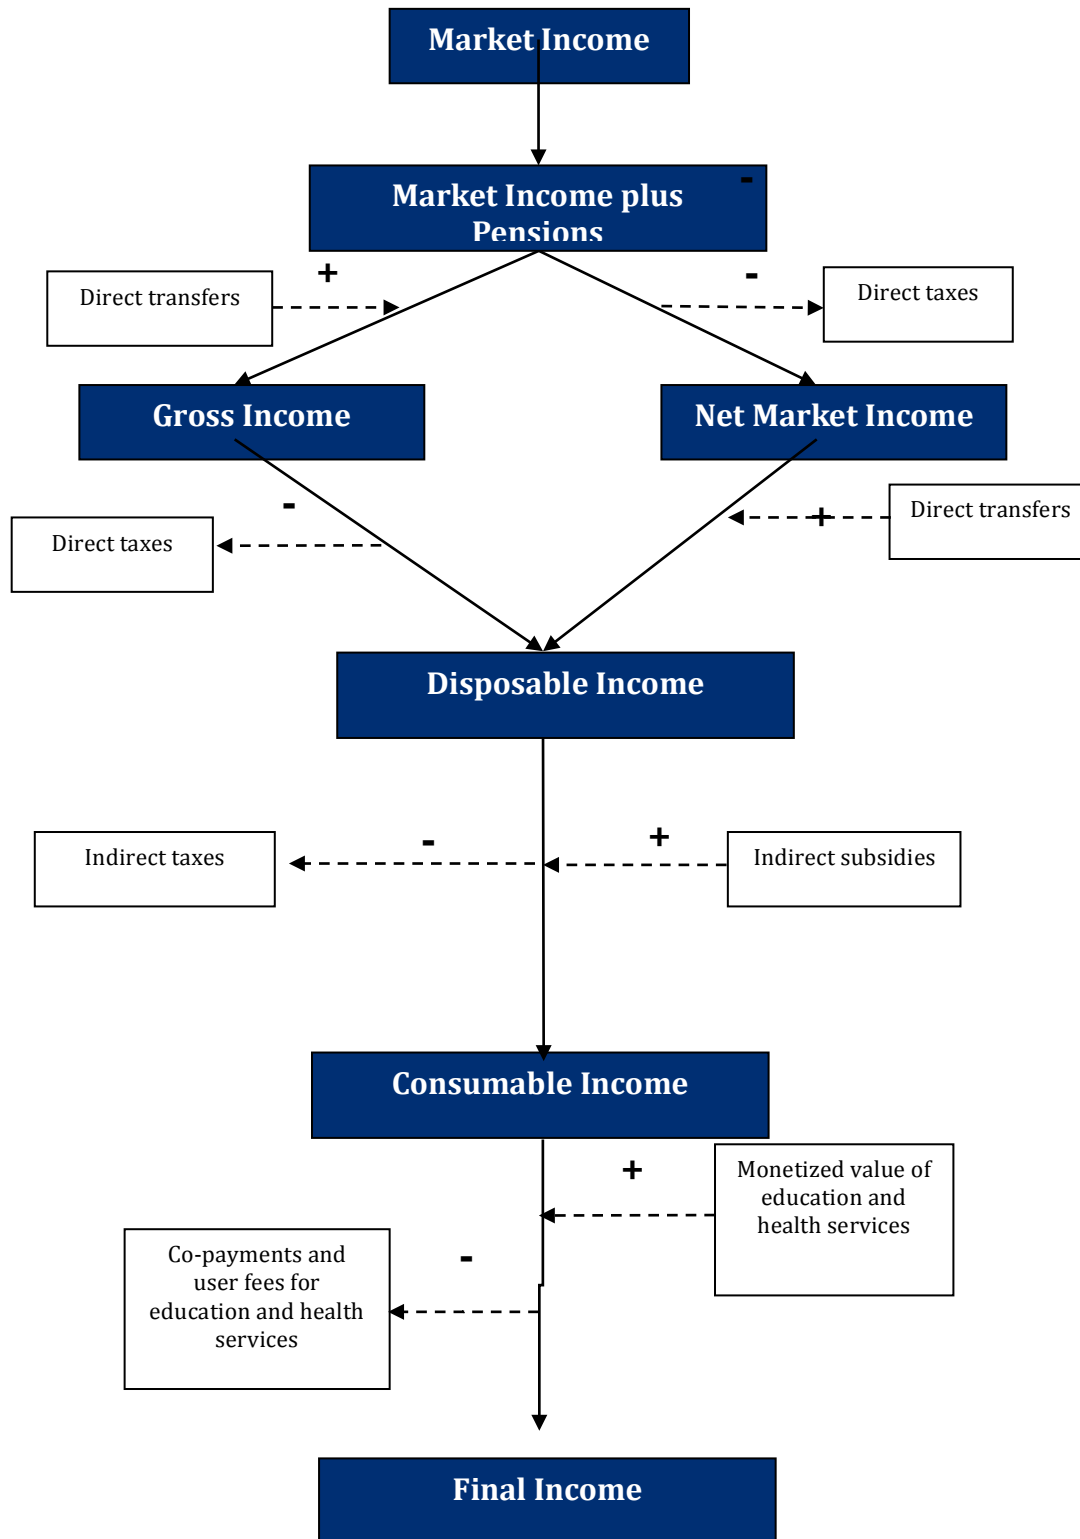 Market Income
-
Market Income plus
Pensions
+
-
Direct transfers
Direct taxes
Gross Income
Net Market Income
-
+
Direct transfers
Direct taxes
Disposable Income
-
+
Indirect taxes
Indirect subsidies
Consumable Income
+
Monetized value of
education and
health services
-
Co-payments and
user fees for
education and health
services
Final Income